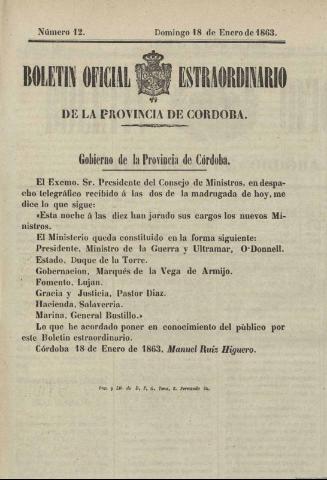 Número 12. Domingo 18 de Enero de 1863.
BOLETIN OFICIAL ESTRAORDINARIO
DE LA PROVINCIA DE CORDOBA.
Gobierno de la Provincia de Córdoba.
El Excmo. Sr. Presidente del Consejo de Ministros, en despa-
cho telegráfico recibido á las dos de la madrugada de hoy, me
dice lo que sigue:
«Esta noche á las diez han jurado sus cargos los nuevos Mi-
nistros.
El Ministerio queda constituido en la forma siguiente:
Presidente, Ministro de la Guerra y Ultramar, O'Donnell.
Estado, Duque de la Torre.
Gobernacion, Marqués de la Vega de Armijo.
Fomento, Lujan.
Gracia y Justicia, Pastor Diaz.
Hacienda, Salaverria.
Marina, General Bustillo.»
Lo que he acordado poner en conocimiento del público por
este Boletin estraordinario.
Córdoba 18 de Enero de 1863, Manuel Ruiz Higuero.
Imp. y Lit. de D. F. G. Tena, S. Fernando